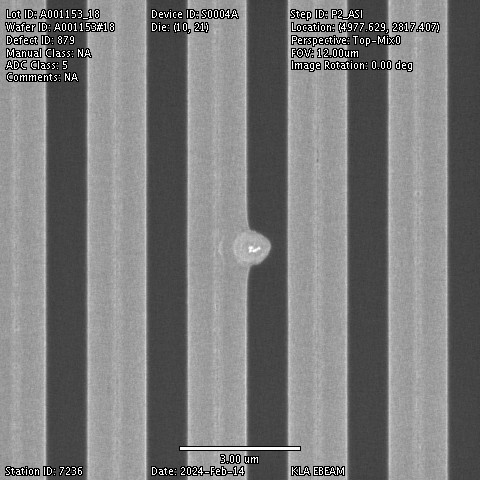 Lot ID: A001153_18
Wafer ID: A001153#18
Defect ID: 879
Manual Class: NA
ADC Class: 5
Comments: NA
Device ID: S0004A
Die: (10, 21)
Step ID: P2_ASI
Location: (4977.629, 2817.407)
Perspective: Top-Mix0
FOV: 12.00um
Image Rotation: 0.00 deg
3.00 um
Station ID: 7236
Date: 2024-Feb-14
KLA EBEAM